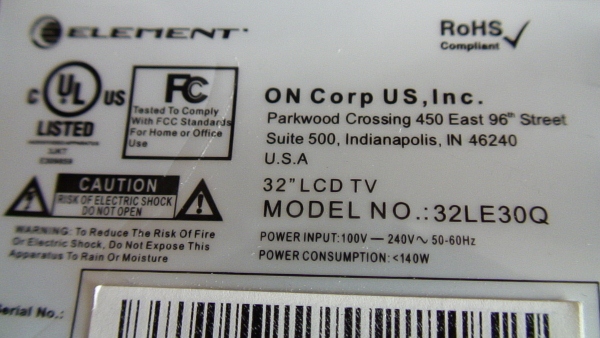 ELEMENT
RoHS
Compliant
C UL US
LISTED
FC
Tested To Comply
With FCC Standards
For Home or Office
Use
ON Corp US, Inc.
Parkwood Crossing 450 East 96th Street
Suite 500, Indianapolis, IN 46240
U.S.A
32" LCD TV
MODEL NO.:32LE30Q
POWER INPUT: 100V — 240V∿ 50-60Hz
POWER CONSUMPTION: <140W
CAUTION
RISK OF ELECTRIC SHOCK
DO NOT OPEN
WARNING: To Reduce The Risk Of Fire
Or Electric Shock, Do Not Expose This
Apparatus To Rain Or Moisture
Serial No.: